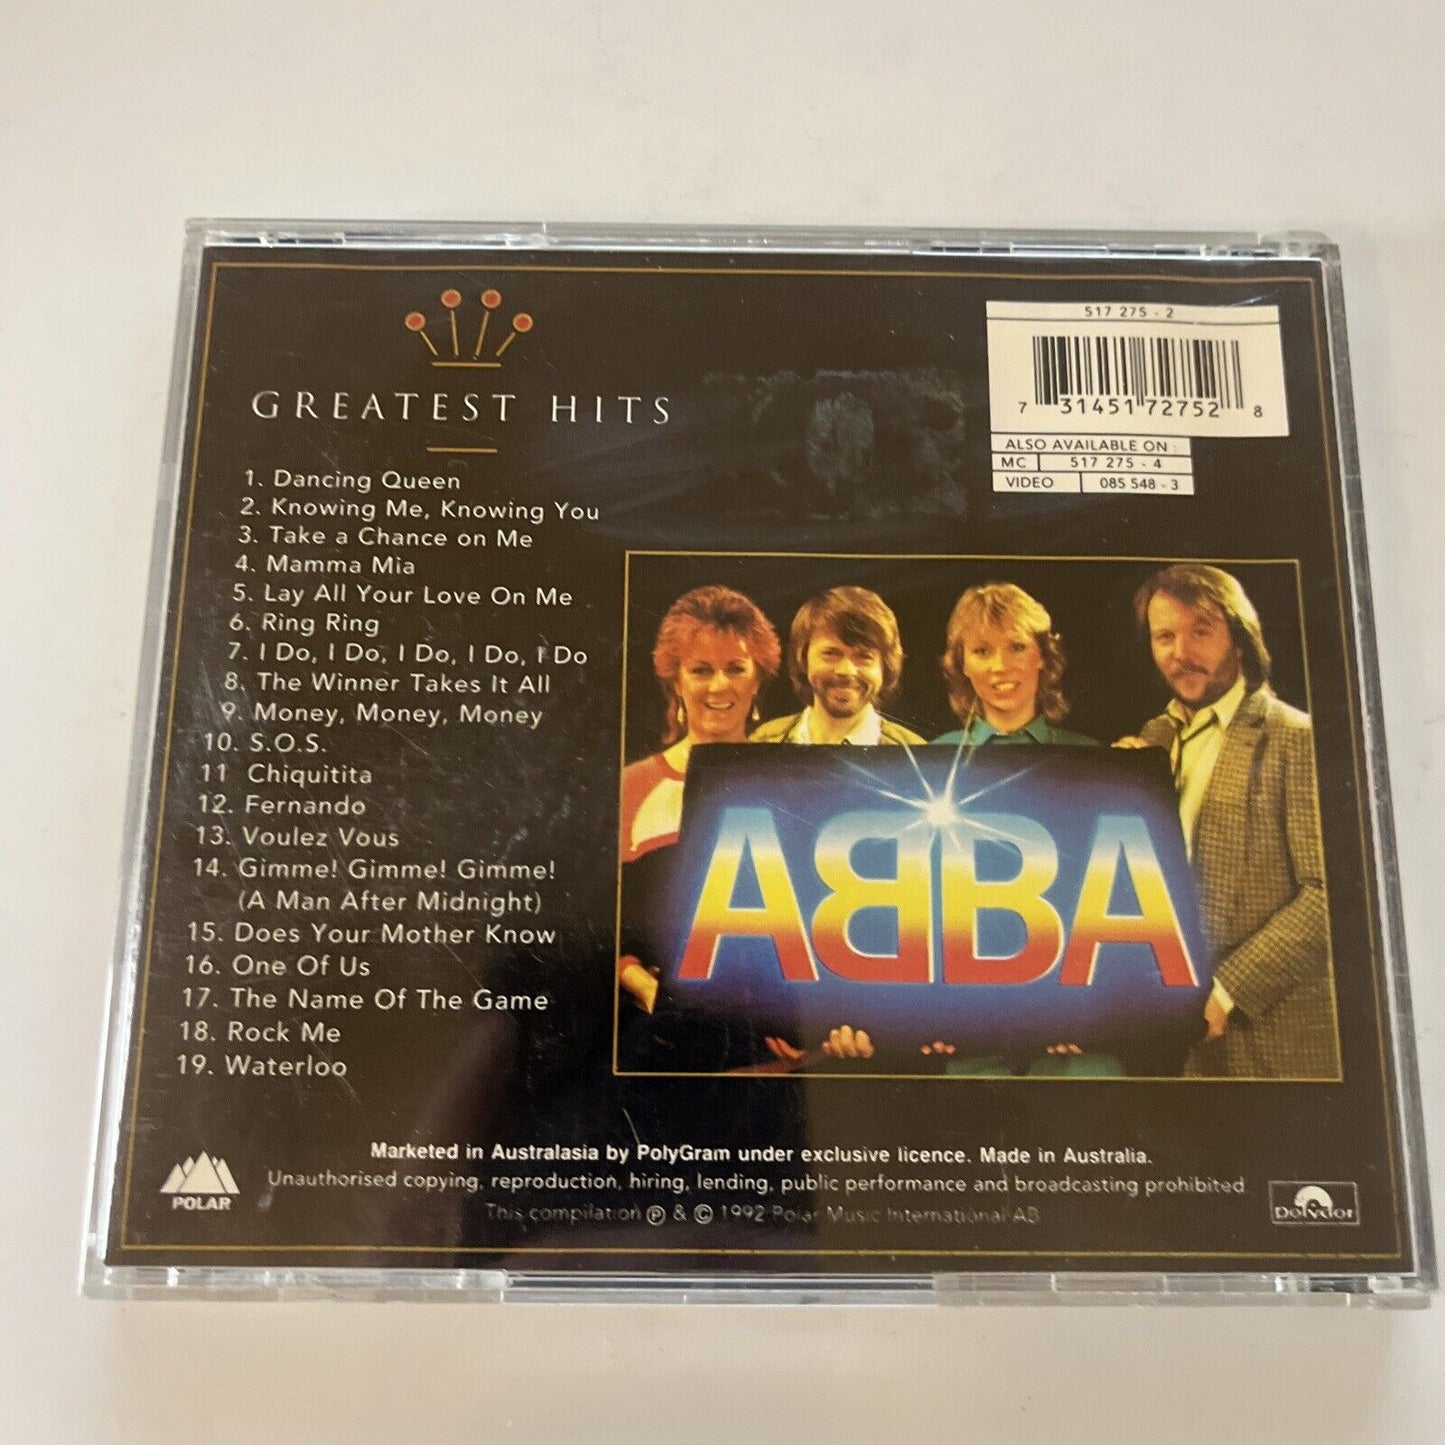 GREATEST HITS
1. Dancing Queen
2. Knowing Me, Knowing You
3. Take a Chance on Me
4. Mamma Mia
5. Lay All Your Love On Me
6. Ring Ring
7. I Do, I Do, I Do, I Do, I Do
8. The Winner Takes It All
9. Money, Money, Money
10. S.O.S.
11 Chiquitita
12. Fernando
13. Voulez Vous
14. Gimme! Gimme! Gimme!
(A Man After Midnight)
15. Does Your Mother Know
16. One Of Us
17. The Name Of The Game
18. Rock Me
19. Waterloo
517 275 - 2
7 31451 72752 8
ALSO AVAILABLE ON :
MC 517 275 - 4
VIDEO 085 548 - 3
ABBA
Marketed in Australasia by PolyGram under exclusive licence. Made in Australia.
Unauthorised copying, reproduction, hiring, lending, public performance and broadcasting prohibited
This compilation ℗ & © 1992 Polar Music International AB
POLAR
polydor